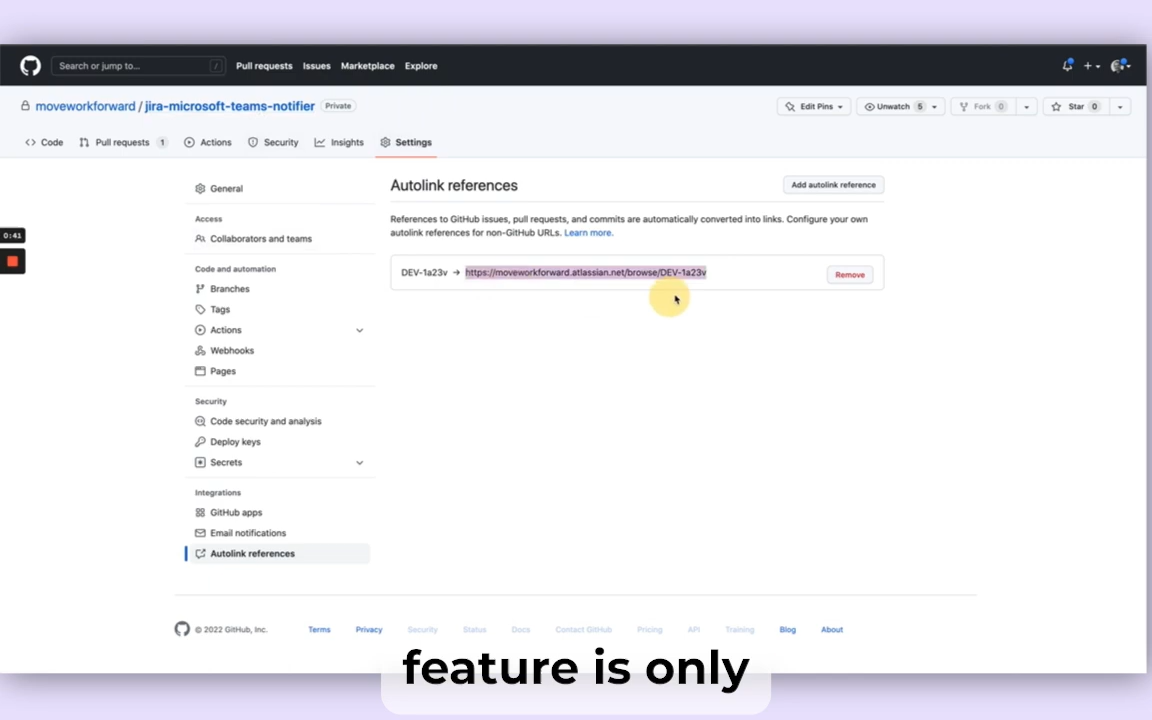 Search or jump to... /
Pull requests Issues Marketplace Explore
moveworkforward / jira-microsoft-teams-notifier Private
Edit Pins Unwatch 5 Fork 0 Star 0
Code Pull requests 1 Actions Security Insights Settings
General
Access
Collaborators and teams
Code and automation
Branches
Tags
Actions
Webhooks
Pages
Security
Code security and analysis
Deploy keys
Secrets
Integrations
GitHub apps
Email notifications
Autolink references
Autolink references
Add autolink reference
References to GitHub issues, pull requests, and commits are automatically converted into links. Configure your own
autolink references for non-GitHub URLs. Learn more.
DEV-1a23v → https://moveworkforward.atlassian.net/browse/DEV-1a23v
Remove
0:41
© 2022 GitHub, Inc. Terms Privacy Security Status Docs Contact GitHub Pricing API Training Blog About
feature is only